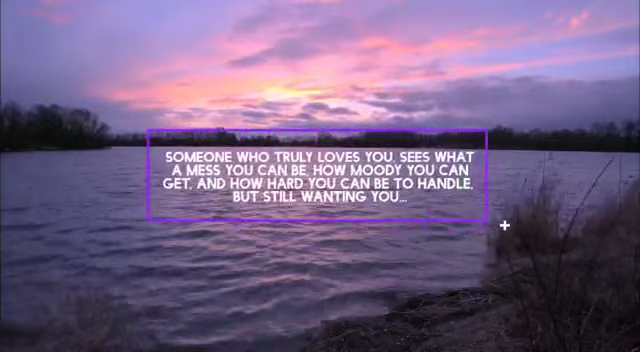 SOMEONE WHO TRULY LOVES YOU, SEES WHAT
A MESS YOU CAN BE, HOW MOODY YOU CAN
GET, AND HOW HARD YOU CAN BE TO HANDLE,
BUT STILL WANTING YOU...